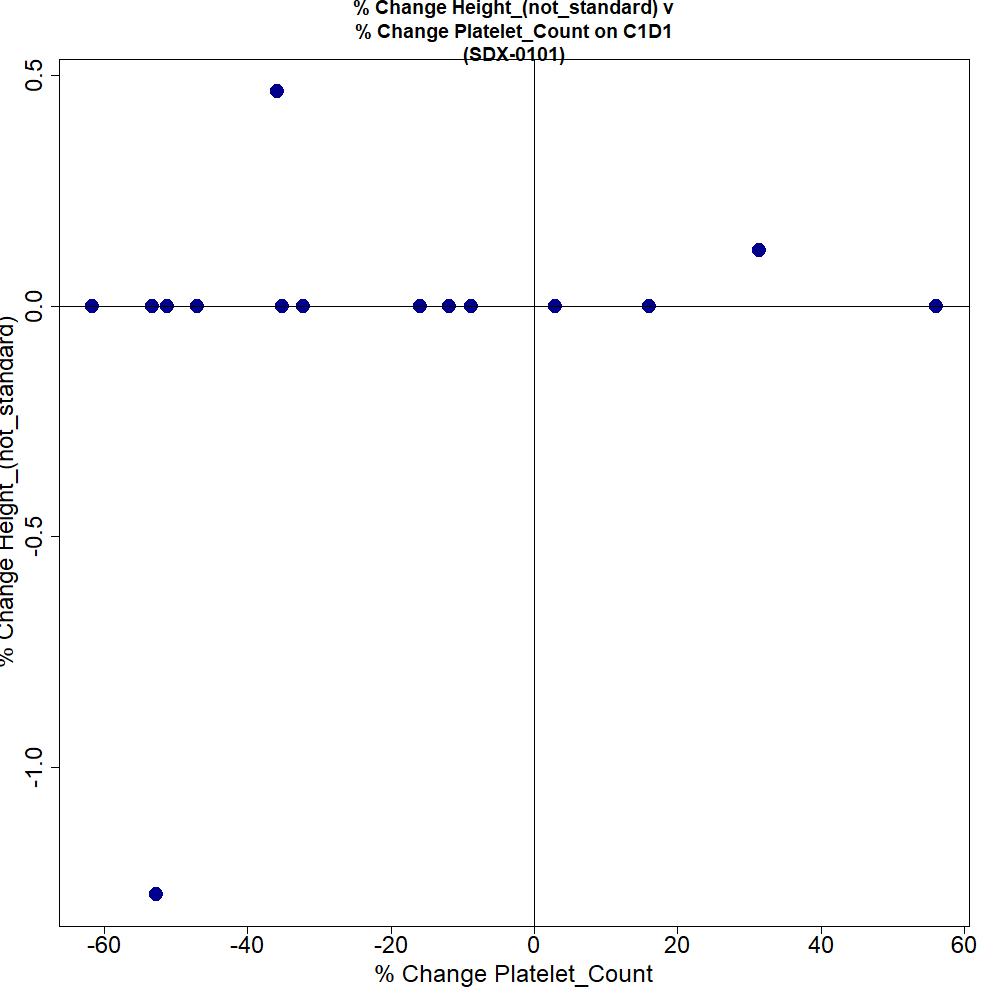 % Change Height_(not_standard) v
% Change Platelet_Count on C1D1
(SDX-0101)
0.5
0.0
-0.5
-1.0
% Change Height_(not_standard)
-60 -40 -20 0 20 40 60
% Change Platelet_Count